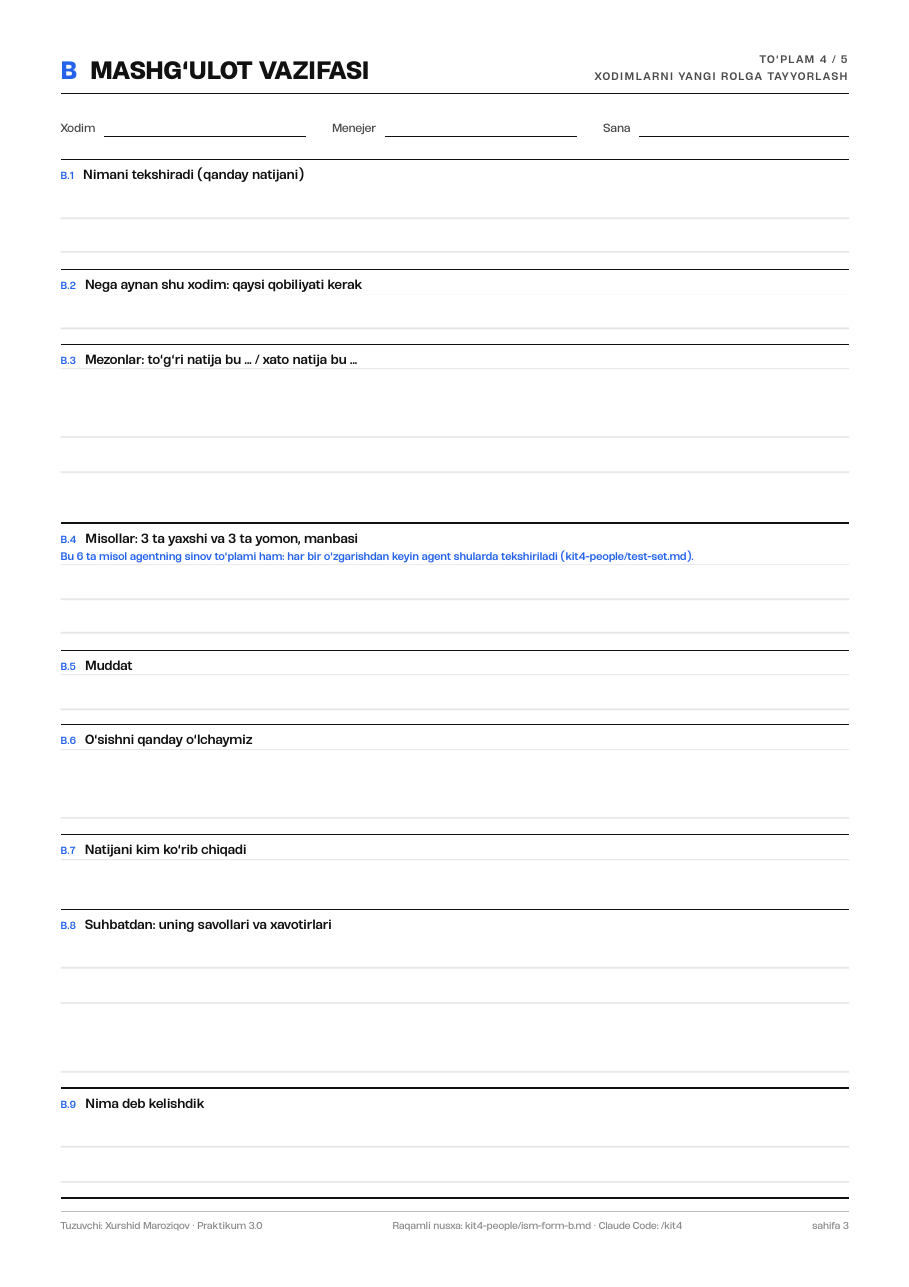 B MASHG‘ULOT VAZIFASI
TO‘PLAM 4 / 5
XODIMLARNI YANGI ROLGA TAYYORLASH
Xodim Menejer Sana
B.1 Nimani tekshiradi (qanday natijani)
B.2 Nega aynan shu xodim: qaysi qobiliyati kerak
B.3 Mezonlar: to‘g‘ri natija bu … / xato natija bu …
B.4 Misollar: 3 ta yaxshi va 3 ta yomon, manbasi
Bu 6 ta misol agentning sinov to‘plami ham: har bir o‘zgarishdan keyin agent shularda tekshiriladi (kit4-people/test-set.md).
B.5 Muddat
B.6 O‘sishni qanday o‘lchaymiz
B.7 Natijani kim ko‘rib chiqadi
B.8 Suhbatdan: uning savollari va xavotirlari
B.9 Nima deb kelishdik
Tuzuvchi: Xurshid Maroziqov · Praktikum 3.0 Raqamli nusxa: kit4-people/ism-form-b.md · Claude Code: /kit4 sahifa 3